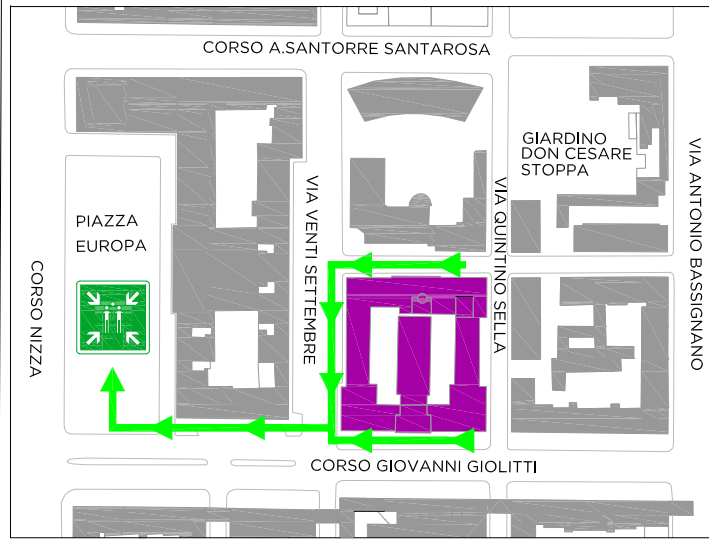 CORSO A.SANTORRE SANTAROSA
GIARDINO
DON CESARE
STOPPA
PIAZZA
EUROPA
CORSO NIZZA
VIA VENTI SETTEMBRE
VIA QUINTINO SELLA
VIA ANTONIO BASSIGNANO
CORSO GIOVANNI GIOLITTI